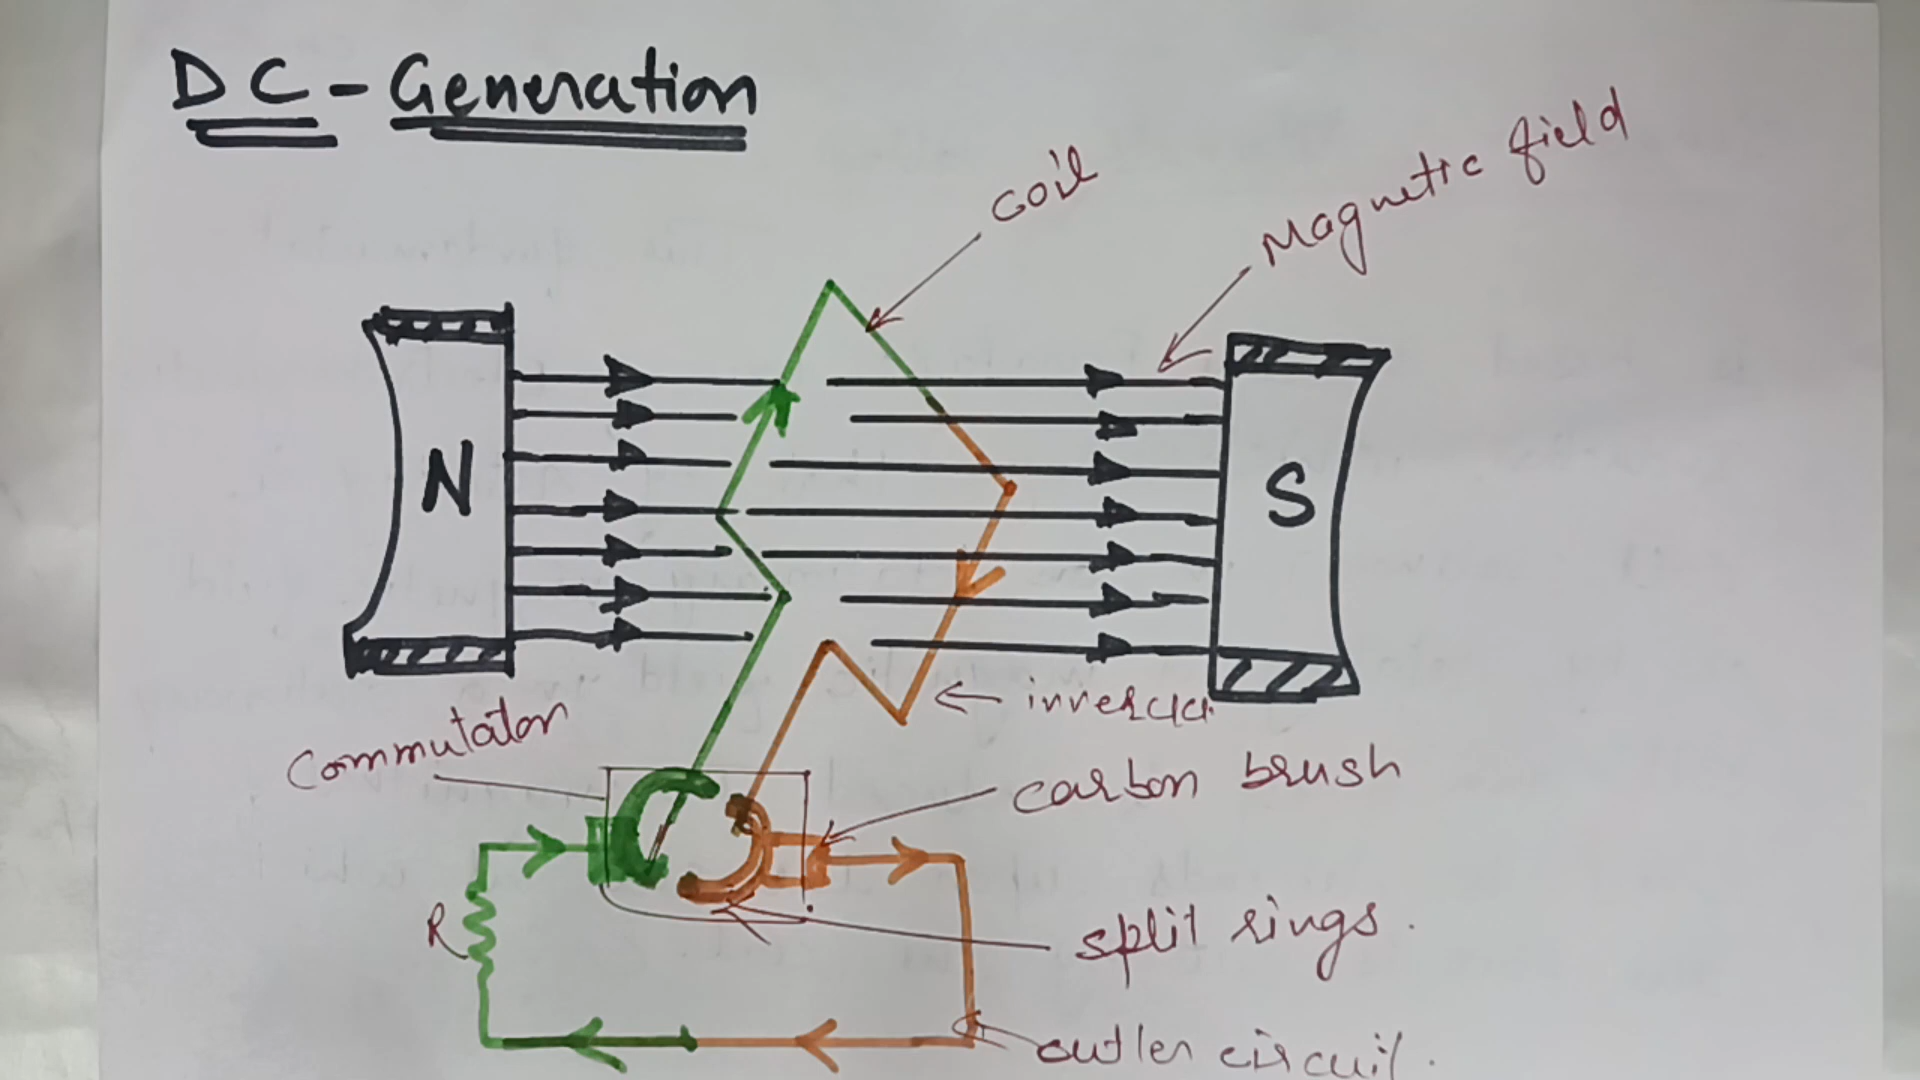 DC-Generation
coil
Magnetic field
N
S
Commutator
carbon brush
R
split rings.
outler circuit.